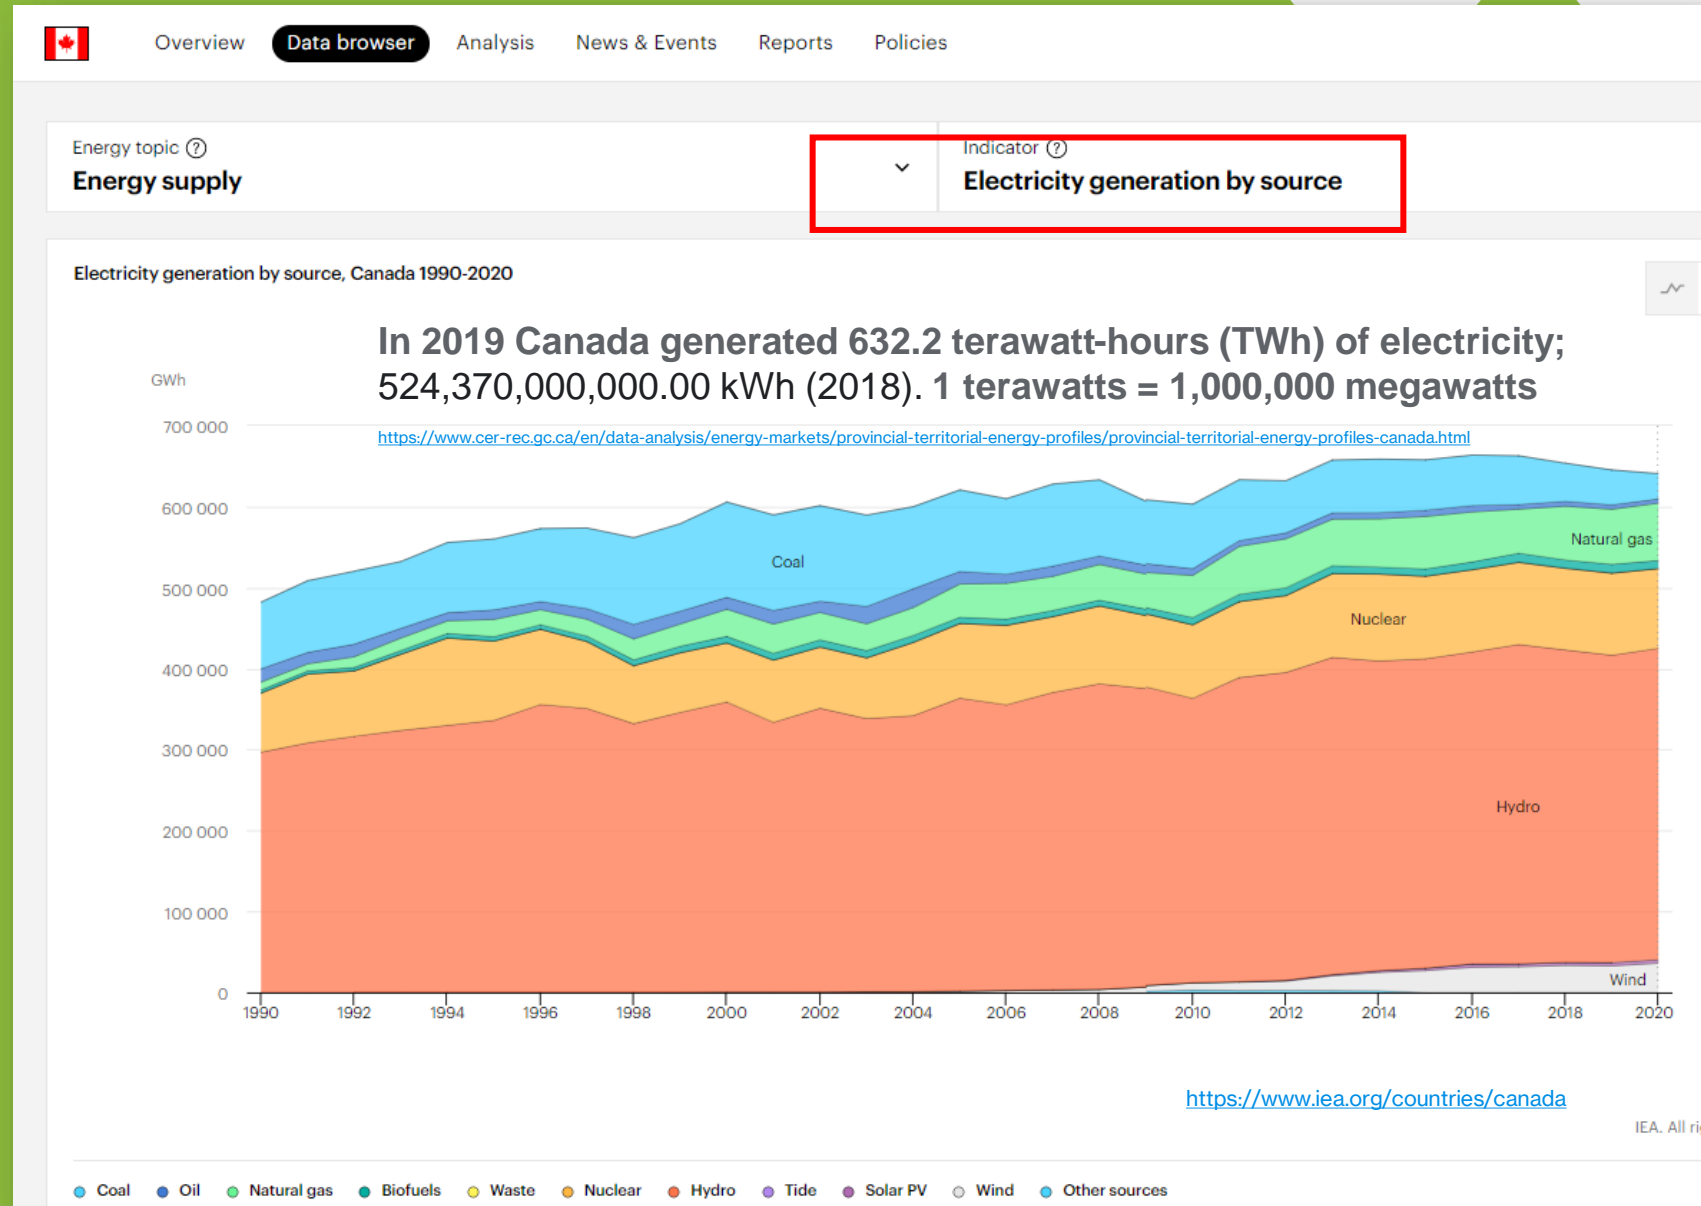 Overview Data browser Analysis News & Events Reports Policies
Energy topic ?
Energy supply
Indicator ?
Electricity generation by source
Electricity generation by source, Canada 1990-2020
In 2019 Canada generated 632.2 terawatt-hours (TWh) of electricity;
524,370,000,000.00 kWh (2018). 1 terawatts = 1,000,000 megawatts
https://www.cer-rec.gc.ca/en/data-analysis/energy-markets/provincial-territorial-energy-profiles/provincial-territorial-energy-profiles-canada.html
GWh
700 000
600 000
500 000
400 000
300 000
200 000
100 000
0
Coal
Natural gas
Nuclear
Hydro
Wind
1990 1992 1994 1996 1998 2000 2002 2004 2006 2008 2010 2012 2014 2016 2018 2020
https://www.iea.org/countries/canada
IEA. All
Coal Oil Natural gas Biofuels Waste Nuclear Hydro Tide Solar PV Wind Other sources